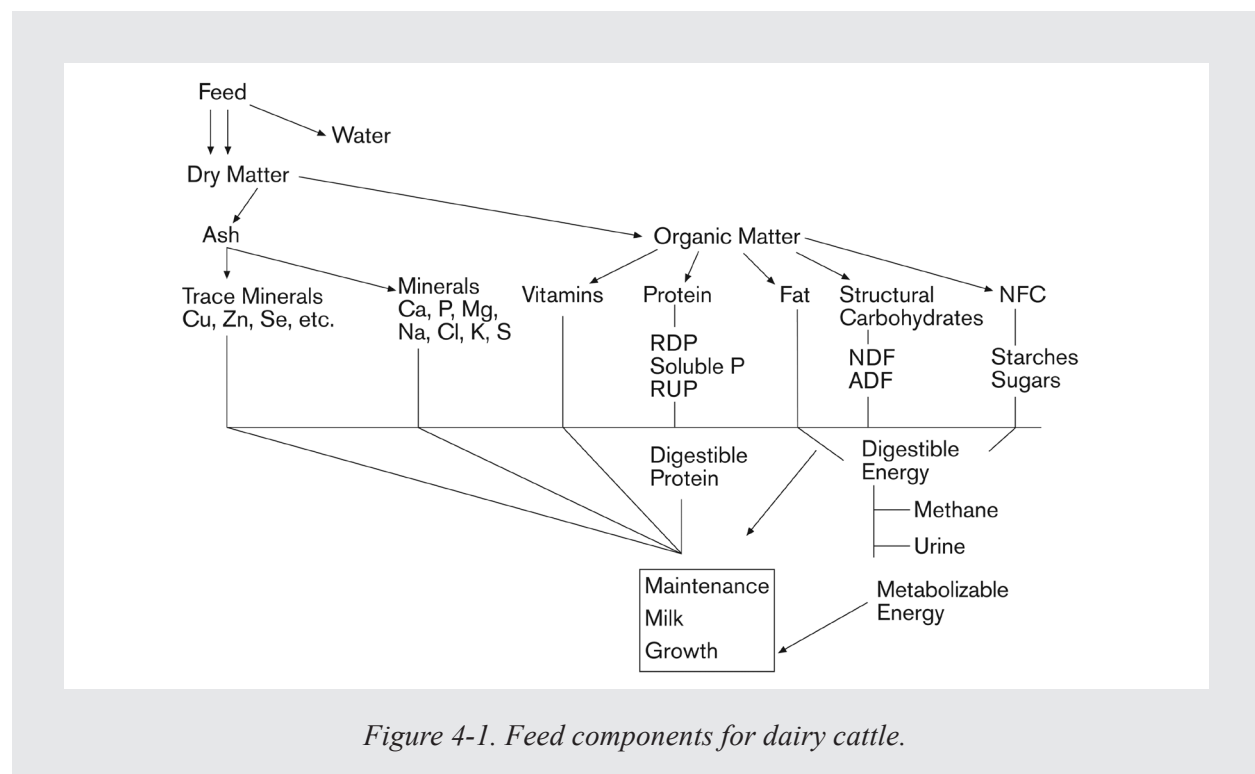 Feed
Water
Dry Matter
Ash
Organic Matter
Trace Minerals
Cu, Zn, Se, etc.
Minerals
Ca, P, Mg,
Na, Cl, K, S
Vitamins
Protein
RDP
Soluble P
RUP
Fat
Structural
Carbohydrates
NDF
ADF
NFC
Starches
Sugars
Digestible
Protein
Digestible
Energy
Methane
Urine
Maintenance
Milk
Growth
Metabolizable
Energy
Figure 4-1. Feed components for dairy cattle.